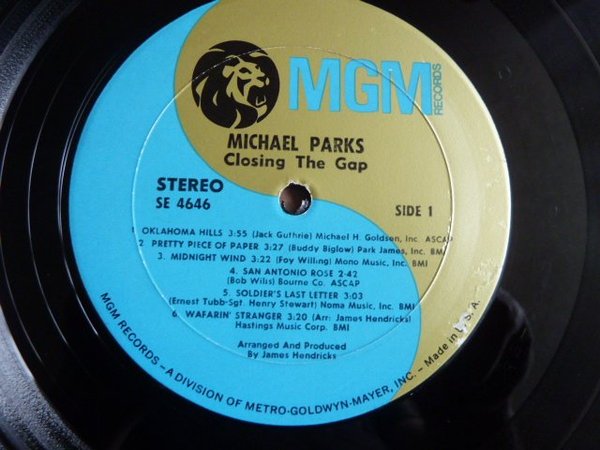 MGM
RECORDS
MICHAEL PARKS
Closing The Gap
STEREO
SE 4646
SIDE 1
1 OKLAHOMA HILLS 3:55 (Jack Guthrie) Michael H. Goldsen, Inc. ASCAP
2. PRETTY PIECE OF PAPER 3:27 (Buddy Biglow) Park James, Inc. BMI
3. MIDNIGHT WIND 3:22 (Foy Willing) Mono Music, Inc. BMI
4. SAN ANTONIO ROSE 2:42
(Bob Wills) Bourne Co. ASCAP
5. SOLDIER'S LAST LETTER 3:03
(Ernest Tubb-Sgt. Henry Stewart) Noma Music, Inc. BMI
6. WAFARIN' STRANGER 3:20 (Arr: James Hendricks)
Hastings Music Corp. BMI
Arranged And Produced
By James Hendricks
MGM RECORDS—A DIVISION OF METRO-GOLDWYN-MAYER, INC.—Made in U.S.A.